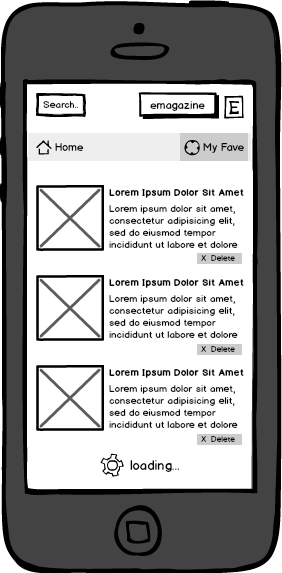 Search..
emagazine
E
Home
My Fave
Lorem Ipsum Dolor Sit Amet
Lorem ipsum dolor sit amet,
consectetur adipisicing elit,
sed do eiusmod tempor
incididunt ut labore et dolore
X Delete
Lorem Ipsum Dolor Sit Amet
Lorem ipsum dolor sit amet,
consectetur adipisicing elit,
sed do eiusmod tempor
incididunt ut labore et dolore
X Delete
Lorem Ipsum Dolor Sit Amet
Lorem ipsum dolor sit amet,
consectetur adipisicing elit,
sed do eiusmod tempor
incididunt ut labore et dolore
X Delete
loading...